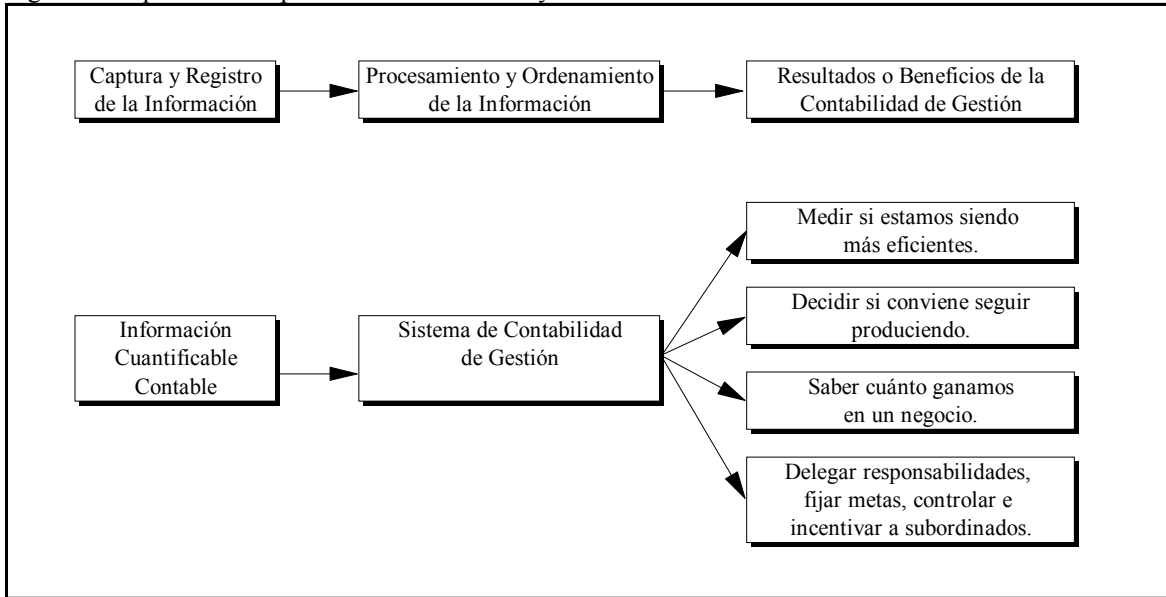 Captura y Registro
de la Información
Procesamiento y Ordenamiento
de la Información
Resultados o Beneficios de la
Contabilidad de Gestión
Medir si estamos siendo
más eficientes.
Decidir si conviene seguir
produciendo.
Información
Cuantificable
Contable
Sistema de Contabilidad
de Gestión
Saber cuánto ganamos
en un negocio.
Delegar responsabilidades,
fijar metas, controlar e
incentivar a subordinados.